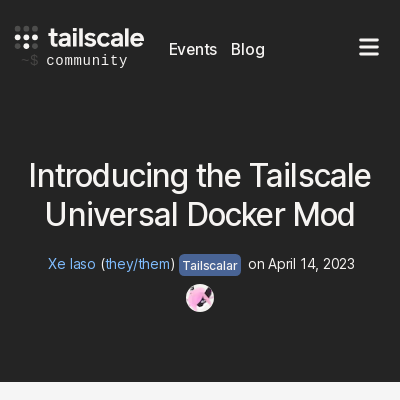 tailscale
~$ community
Events Blog
Introducing the Tailscale
Universal Docker Mod
Xe Iaso (they/them) Tailscalar on April 14, 2023